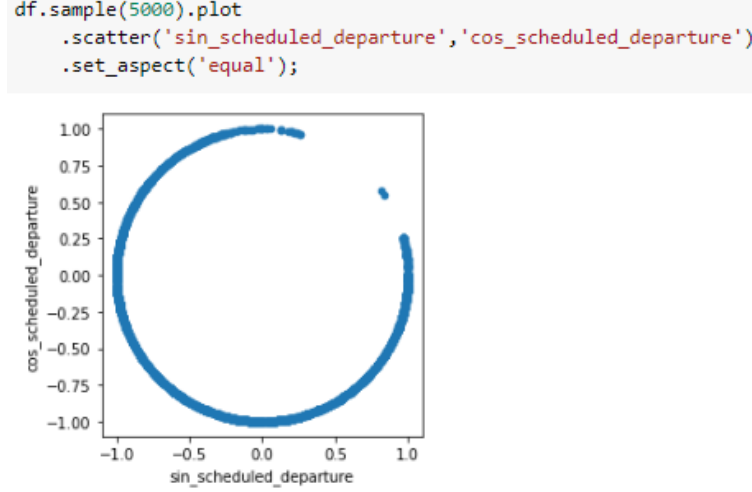 df.sample(5000).plot
.scatter('sin_scheduled_departure','cos_scheduled_departure')
.set_aspect('equal');
1.00
0.75
0.50
0.25
0.00
−0.25
−0.50
−0.75
−1.00
cos_scheduled_departure
−1.0 −0.5 0.0 0.5 1.0
sin_scheduled_departure